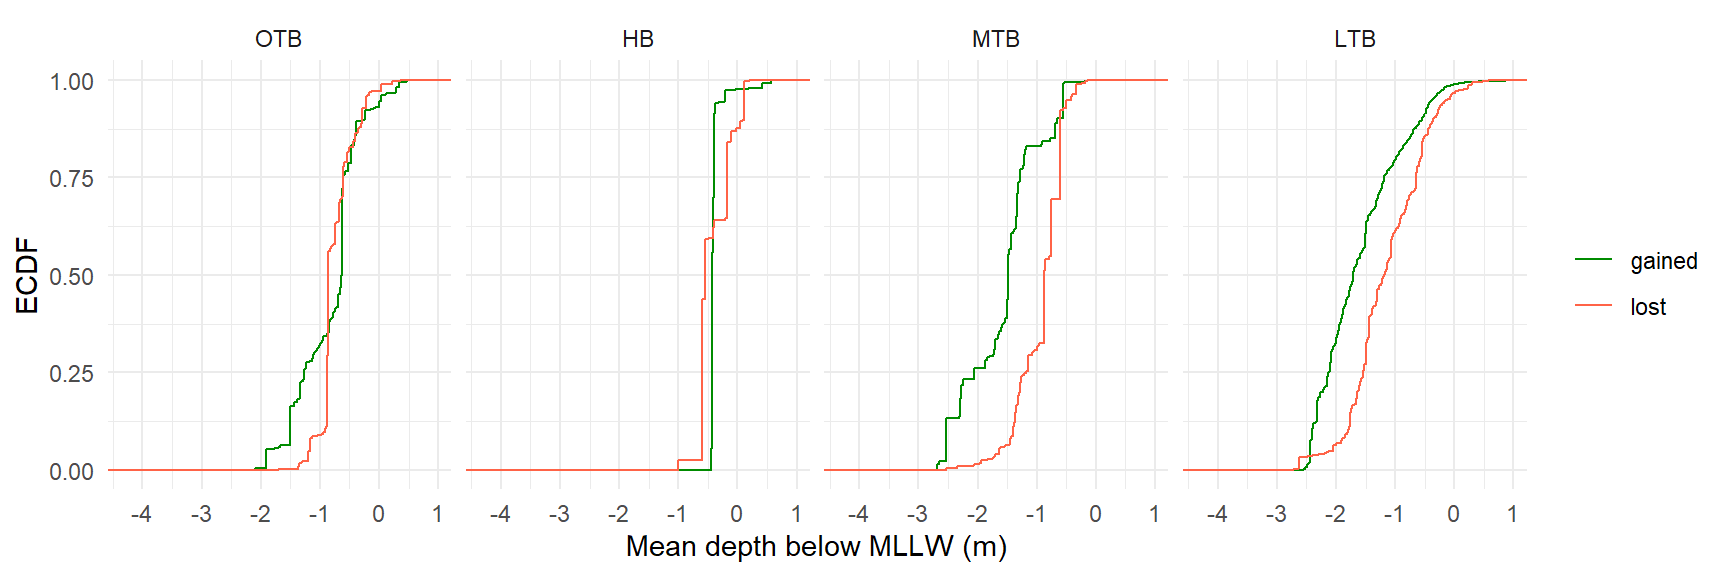 OTB HB MTB LTB
1.00
0.75
0.50
0.25
0.00
ECDF
-4 -3 -2 -1 0 1 -4 -3 -2 -1 0 1 -4 -3 -2 -1 0 1 -4 -3 -2 -1 0 1
Mean depth below MLLW (m)
gained
lost